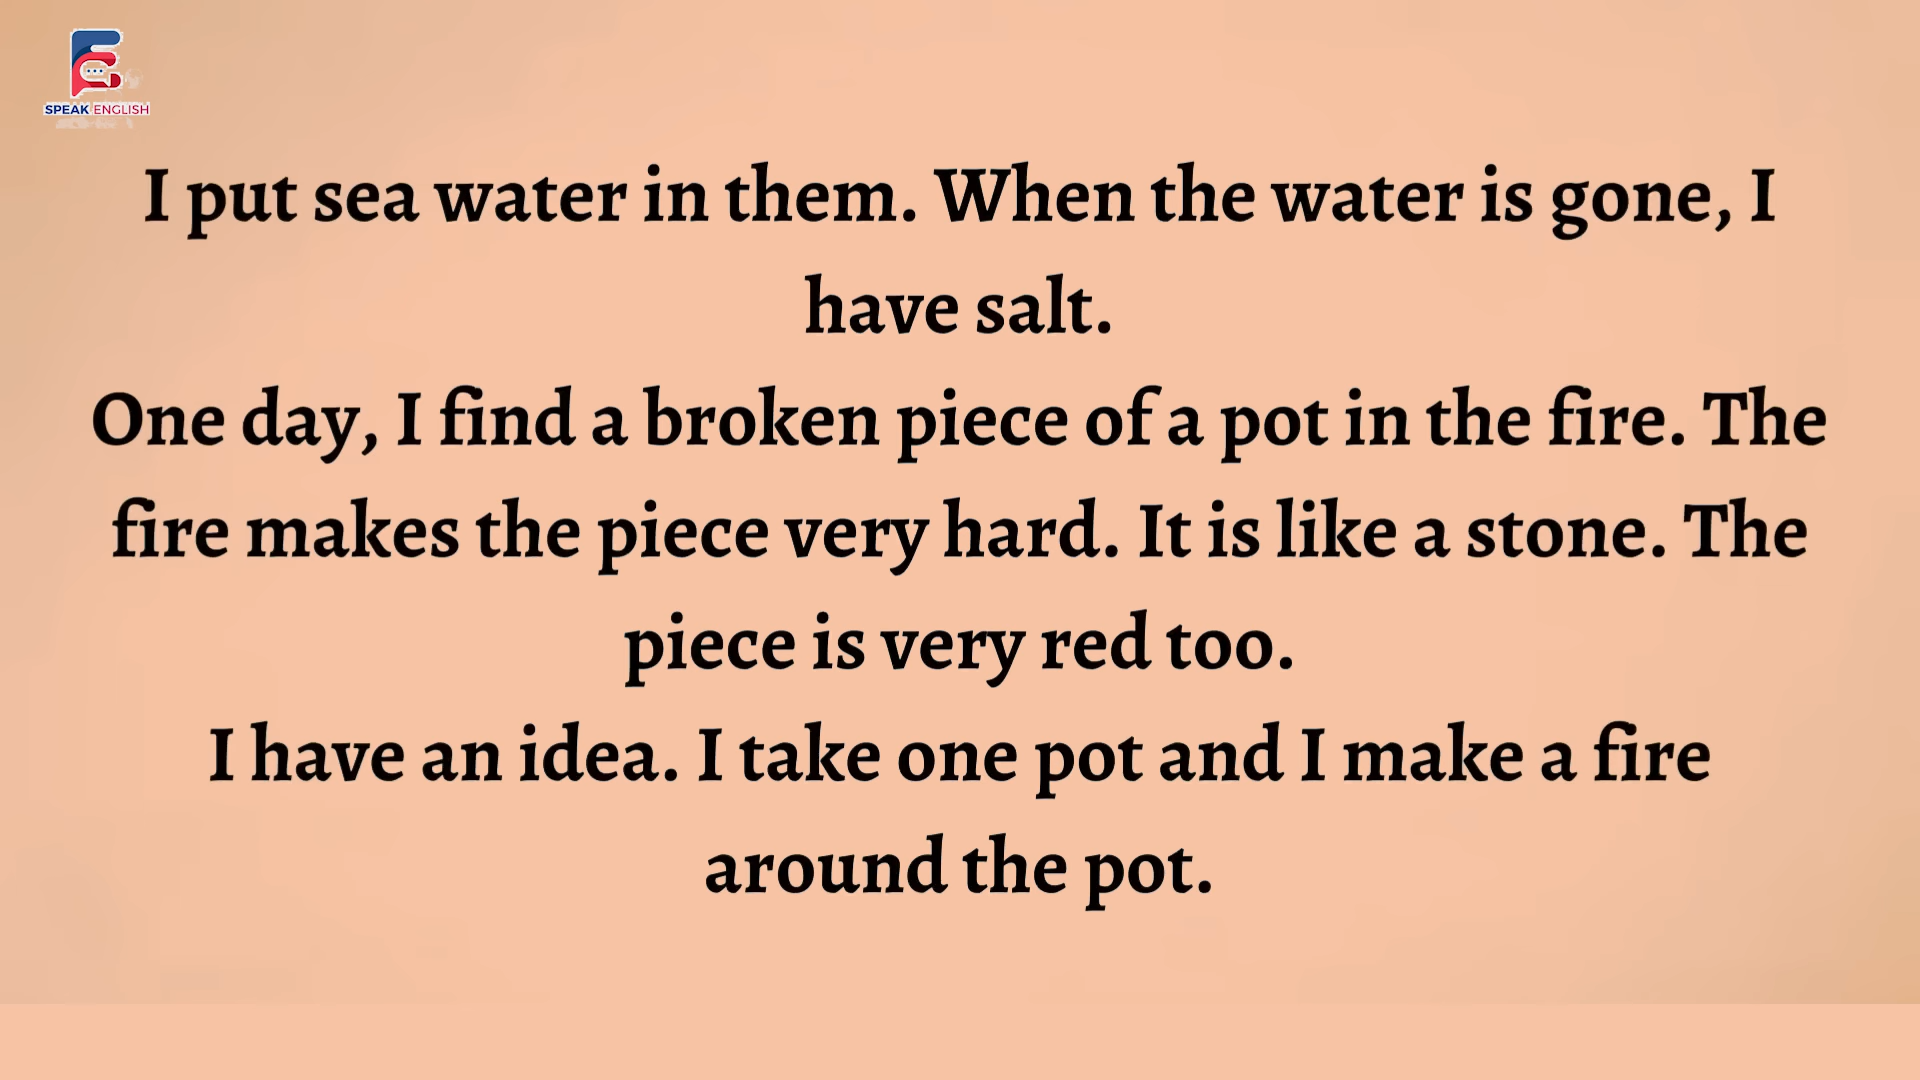 SPEAK ENGLISH
I put sea water in them. When the water is gone, I
have salt.
One day, I find a broken piece of a pot in the fire. The
fire makes the piece very hard. It is like a stone. The
piece is very red too.
I have an idea. I take one pot and I make a fire
around the pot.